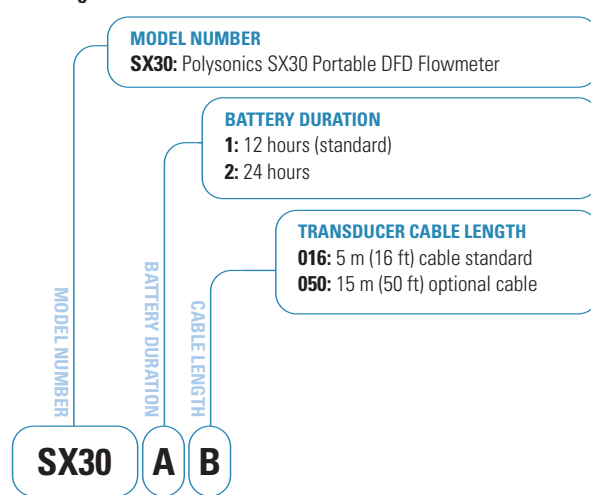 MODEL NUMBER
SX30: Polysonics SX30 Portable DFD Flowmeter
BATTERY DURATION
1: 12 hours (standard)
2: 24 hours
TRANSDUCER CABLE LENGTH
016: 5 m (16 ft) cable standard
050: 15 m (50 ft) optional cable
MODEL NUMBER
BATTERY DURATION
CABLE LENGTH
SX30 A B